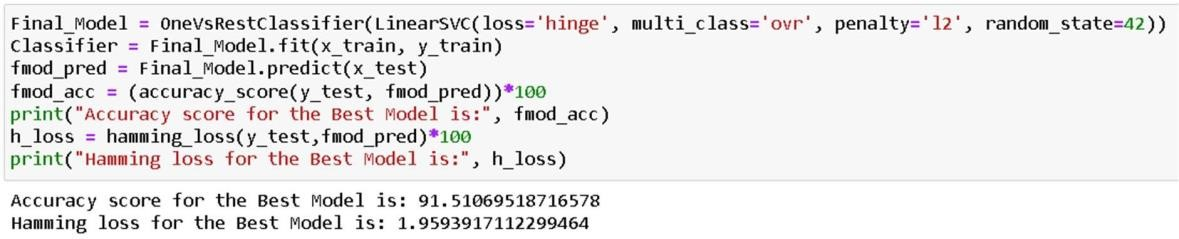 Final_Model = OneVsRestClassifier(LinearSVC(loss='hinge', multi_class='ovr', penalty='l2', random_state=42))
Classifier = Final_Model.fit(x_train, y_train)
fmod_pred = Final_Model.predict(x_test)
fmod_acc = (accuracy_score(y_test, fmod_pred))*100
print("Accuracy score for the Best Model is:", fmod_acc)
h_loss = hamming_loss(y_test,fmod_pred)*100
print("Hamming loss for the Best Model is:", h_loss)
Accuracy score for the Best Model is: 91.51069518716578
Hamming loss for the Best Model is: 1.9593917112299464